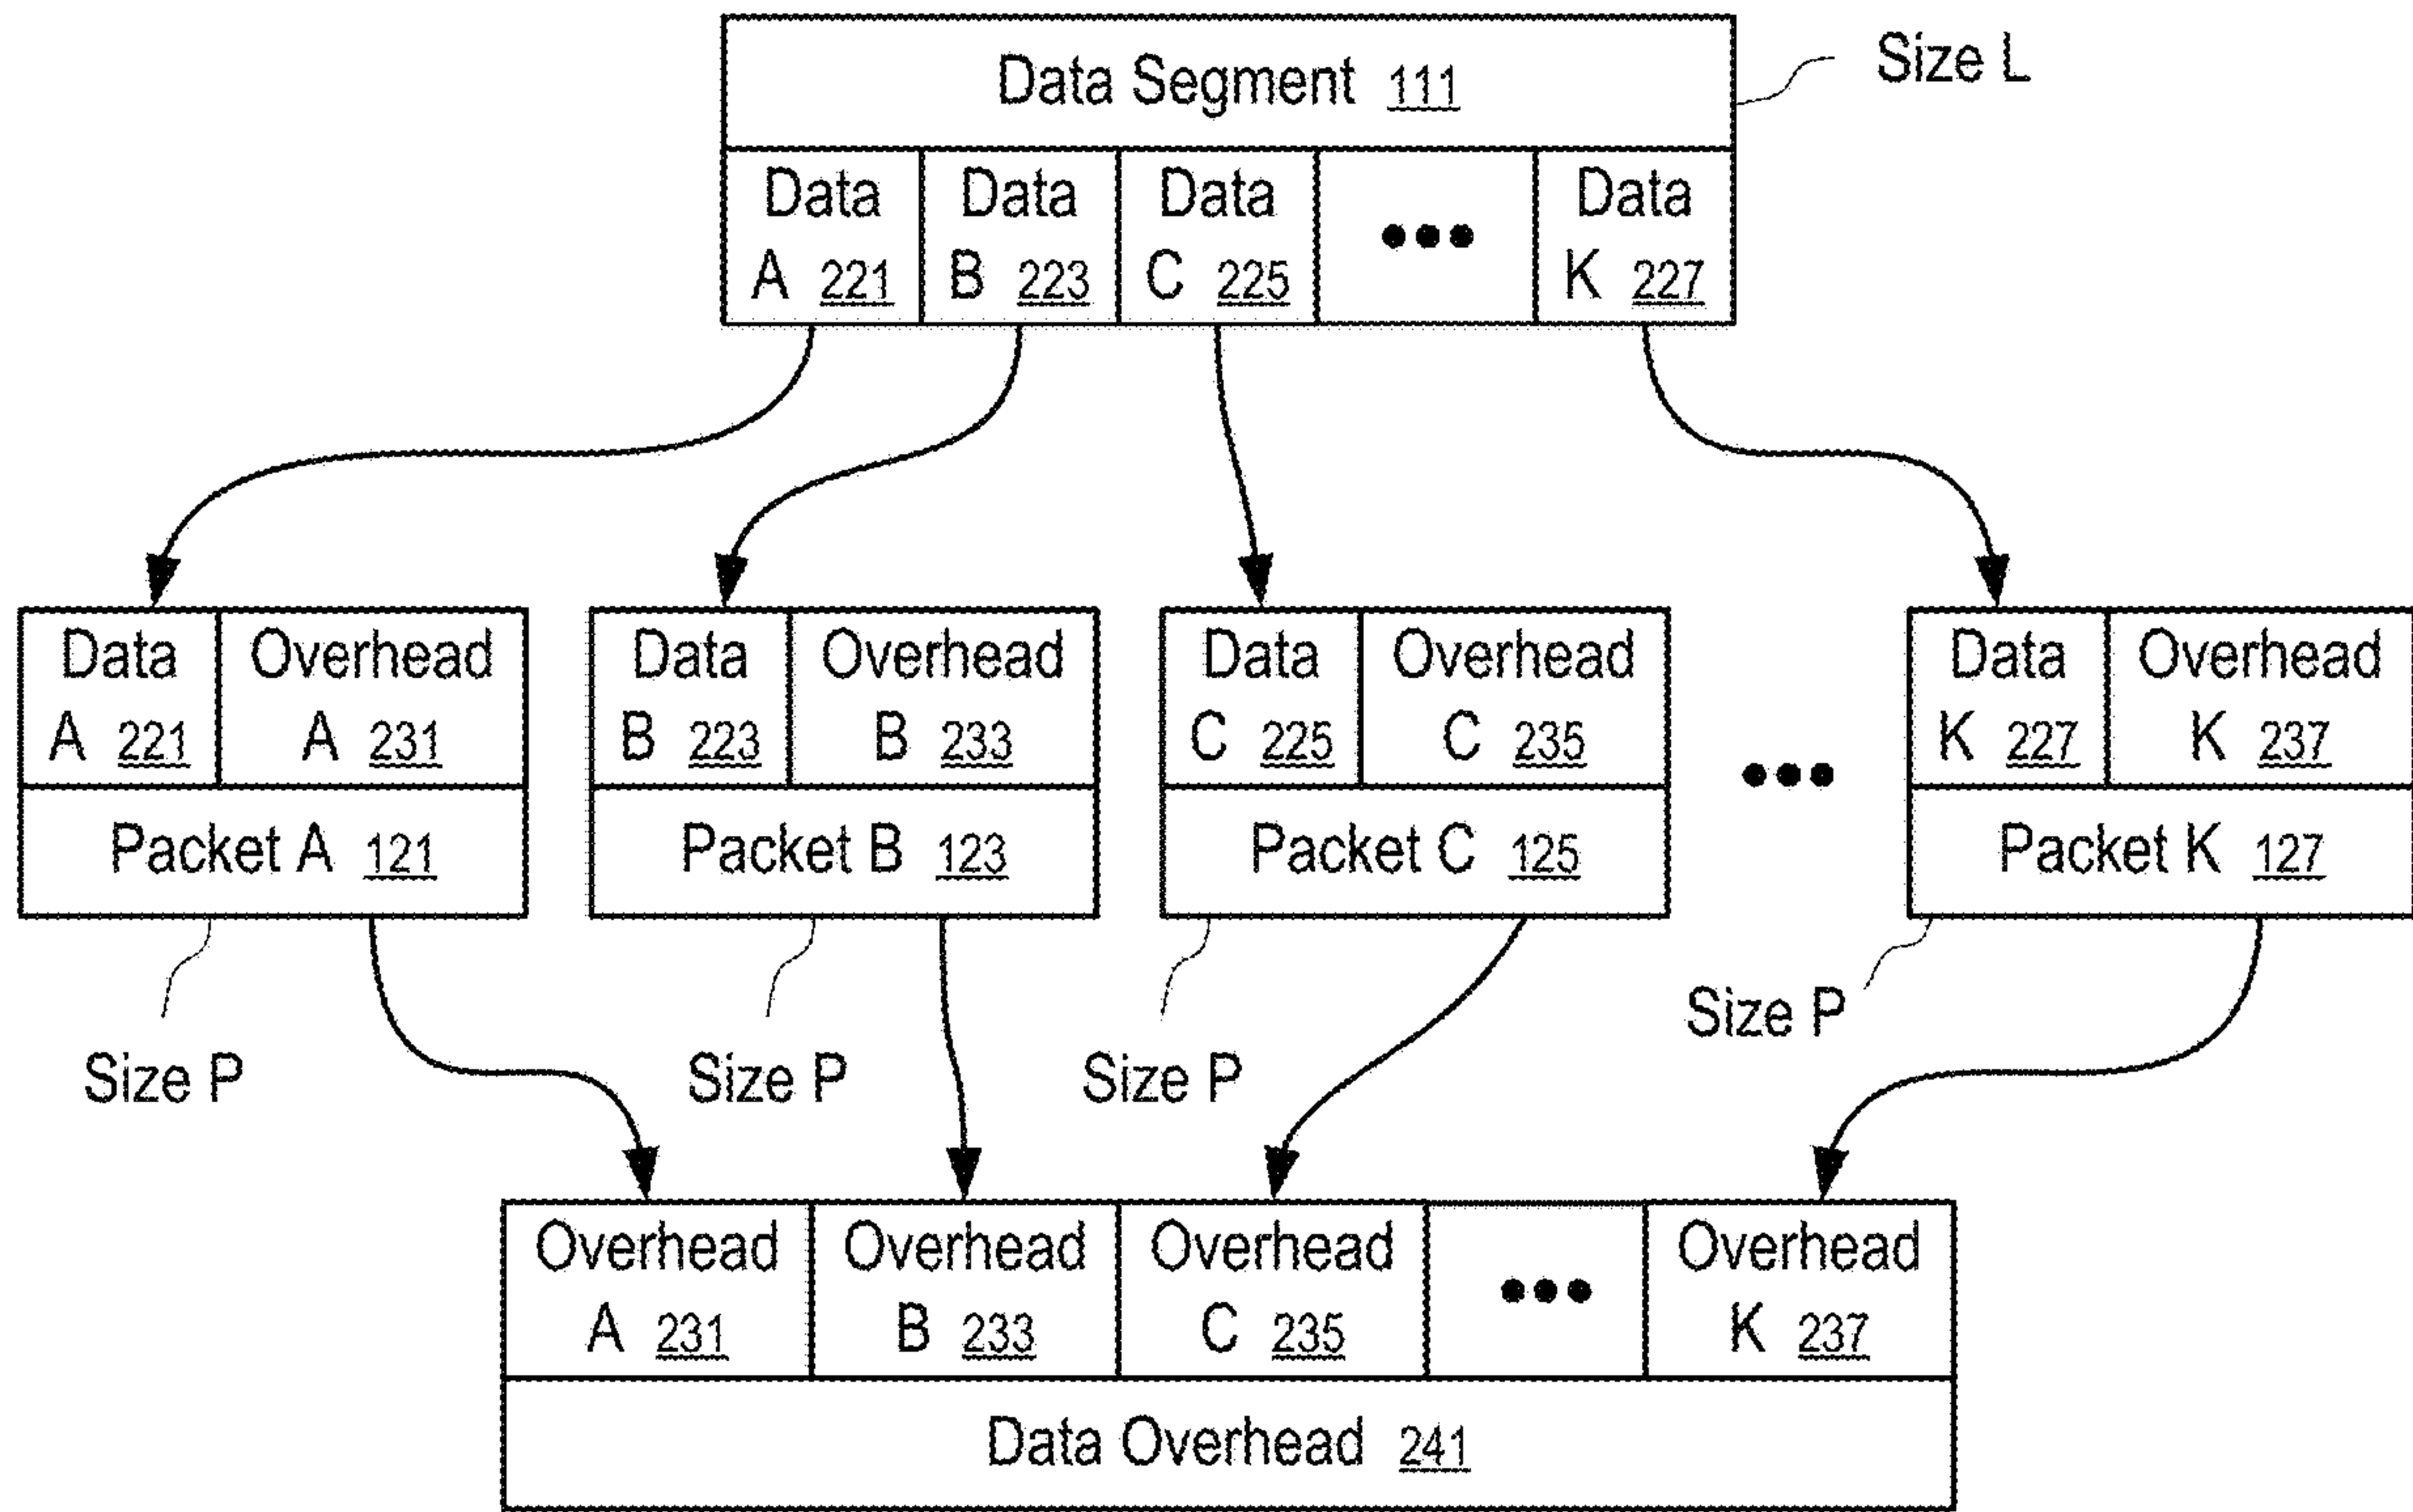 Data Segment 111
Size L
Data Data Data ••• Data
A 221 B 223 C 225 K 227
Data Overhead Data Overhead Data Overhead Data Overhead
A 221 A 231 B 223 B 233 C 225 C 235 ••• K 227 K 237
Packet A 121 Packet B 123 Packet C 125 Packet K 127
Size P Size P Size P Size P
Overhead Overhead Overhead ••• Overhead
A 231 B 233 C 235 K 237
Data Overhead 241